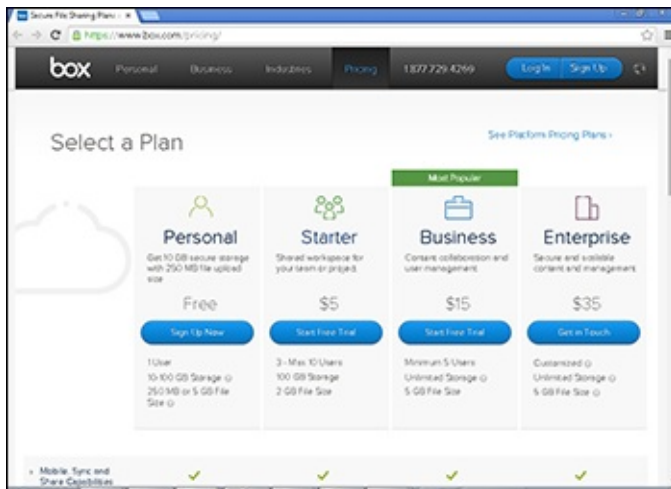 Secure File Sharing Plans -
https://www.box.com/pricing/
box Personal Business Industries Pricing 1.877.729.4269 Log In Sign Up
Select a Plan
See Platform Pricing Plans ›
Most Popular
Personal
Get 10 GB secure storage
with 250 MB file upload
size
Free
Sign Up Now
1 User
10-100 GB Storage
250 MB or 5 GB File
Size
Starter
Shared workspace for
your team or project.
$5
Start Free Trial
3 - Max 10 Users
100 GB Storage
2 GB File Size
Business
Content collaboration and
user management
$15
Start Free Trial
Minimum 5 Users
Unlimited Storage
5 GB File Size
Enterprise
Secure and scalable
content and management
$35
Get in Touch
Customized
Unlimited Storage
5 GB File Size
Mobile, Sync and
Share Capabilities